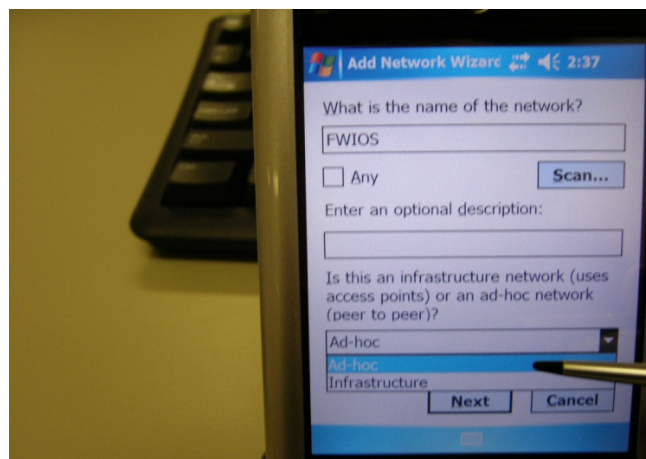 Add Network Wizarc 2:37
What is the name of the network?
FWIOS
Any
Scan...
Enter an optional description:
Is this an infrastructure network (uses
access points) or an ad-hoc network
(peer to peer)?
Ad-hoc
Ad-hoc
Infrastructure
Next Cancel